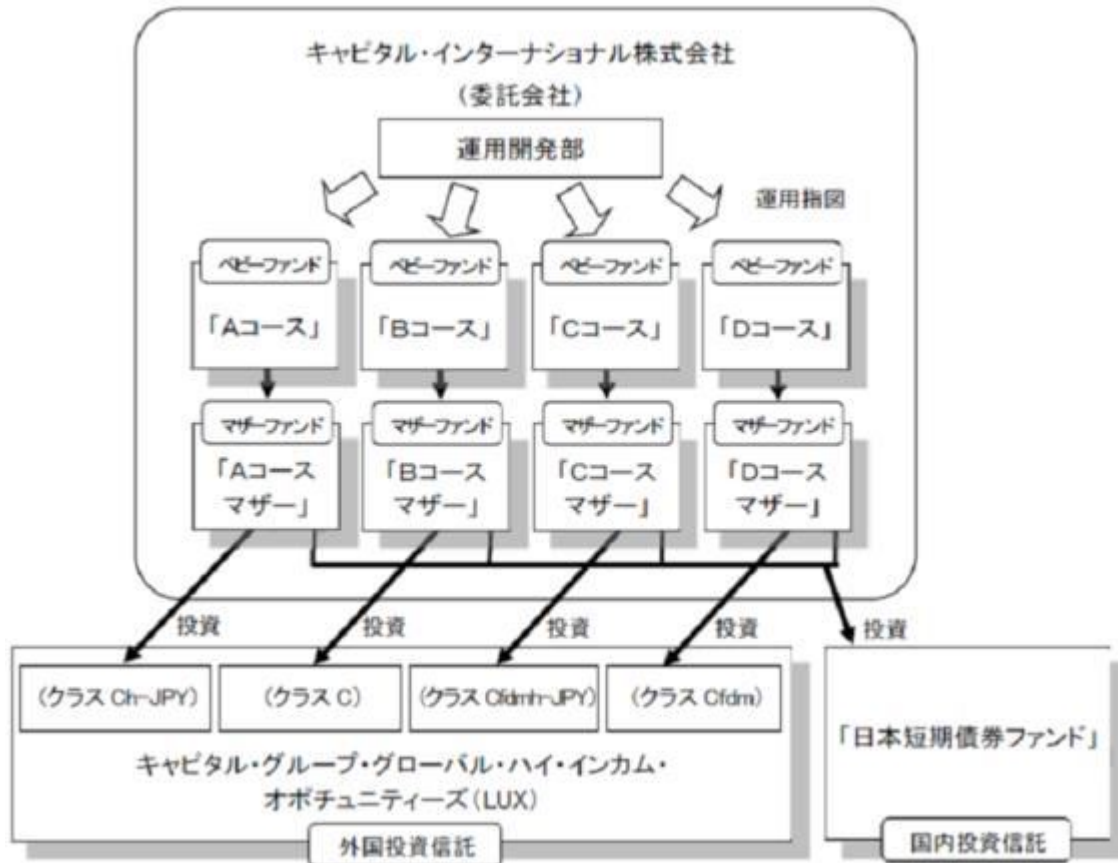 キャピタル・インターナショナル株式会社
(委託会社)
運用開発部
運用指図
ベビーファンド
ベビーファンド
ベビーファンド
ベビーファンド
「Aコース」
「Bコース」
「Cコース」
「Dコース」
マザーファンド
マザーファンド
マザーファンド
マザーファンド
「Aコース
マザー」
「Bコース
マザー」
「Cコース
マザー」
「Dコース
マザー」
投資
投資
投資
投資
投資
(クラス Ch-JPY)
(クラス C)
(クラス Cfdmh-JPY)
(クラス Cfdm)
キャピタル・グループ・グローバル・ハイ・インカム・
オポチュニティーズ(LUX)
外国投資信託
「日本短期債券ファンド」
国内投資信託